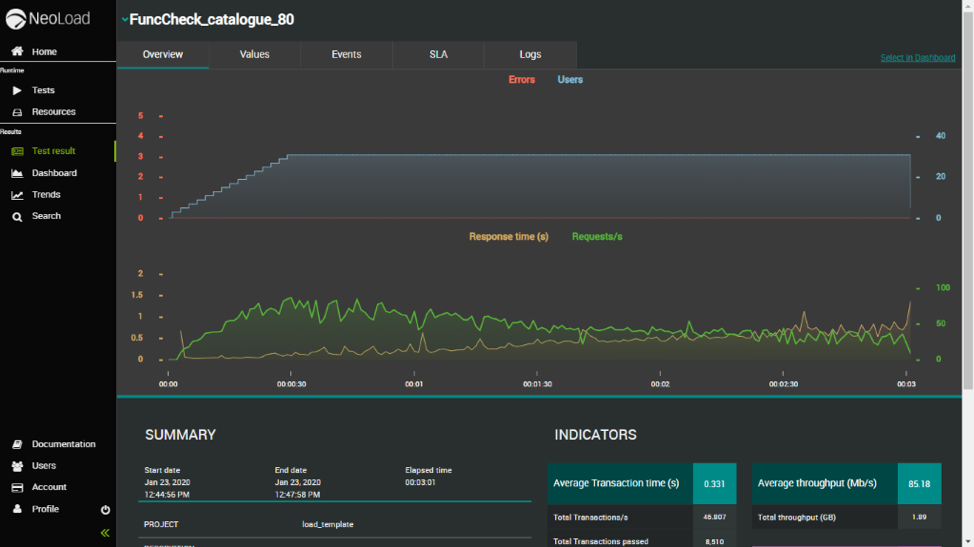 NeoLoad
Home
Runtime
Tests
Resources
Results
Test result
Dashboard
Trends
Search
Documentation
Users
Account
Profile
FuncCheck_catalogue_80
Overview Values Events SLA Logs
Select in Dashboard
Errors Users
5
4 40
3
2 20
1
0 0
Response time (s) Requests/s
2
1.5 100
1
0.5 50
0 0
00:00 00:00:30 00:01 00:01:30 00:02 00:02:30 00:03
SUMMARY
Start date End date Elapsed time
Jan 23, 2020 Jan 23, 2020 00:03:01
12:44:56 PM 12:47:58 PM
PROJECT load_template
INDICATORS
Average Transaction time (s) 0.331
Total Transactions/s 46.807
Total Transactions passed 8,510
Average throughput (Mb/s) 85.18
Total throughput (GB) 1.89